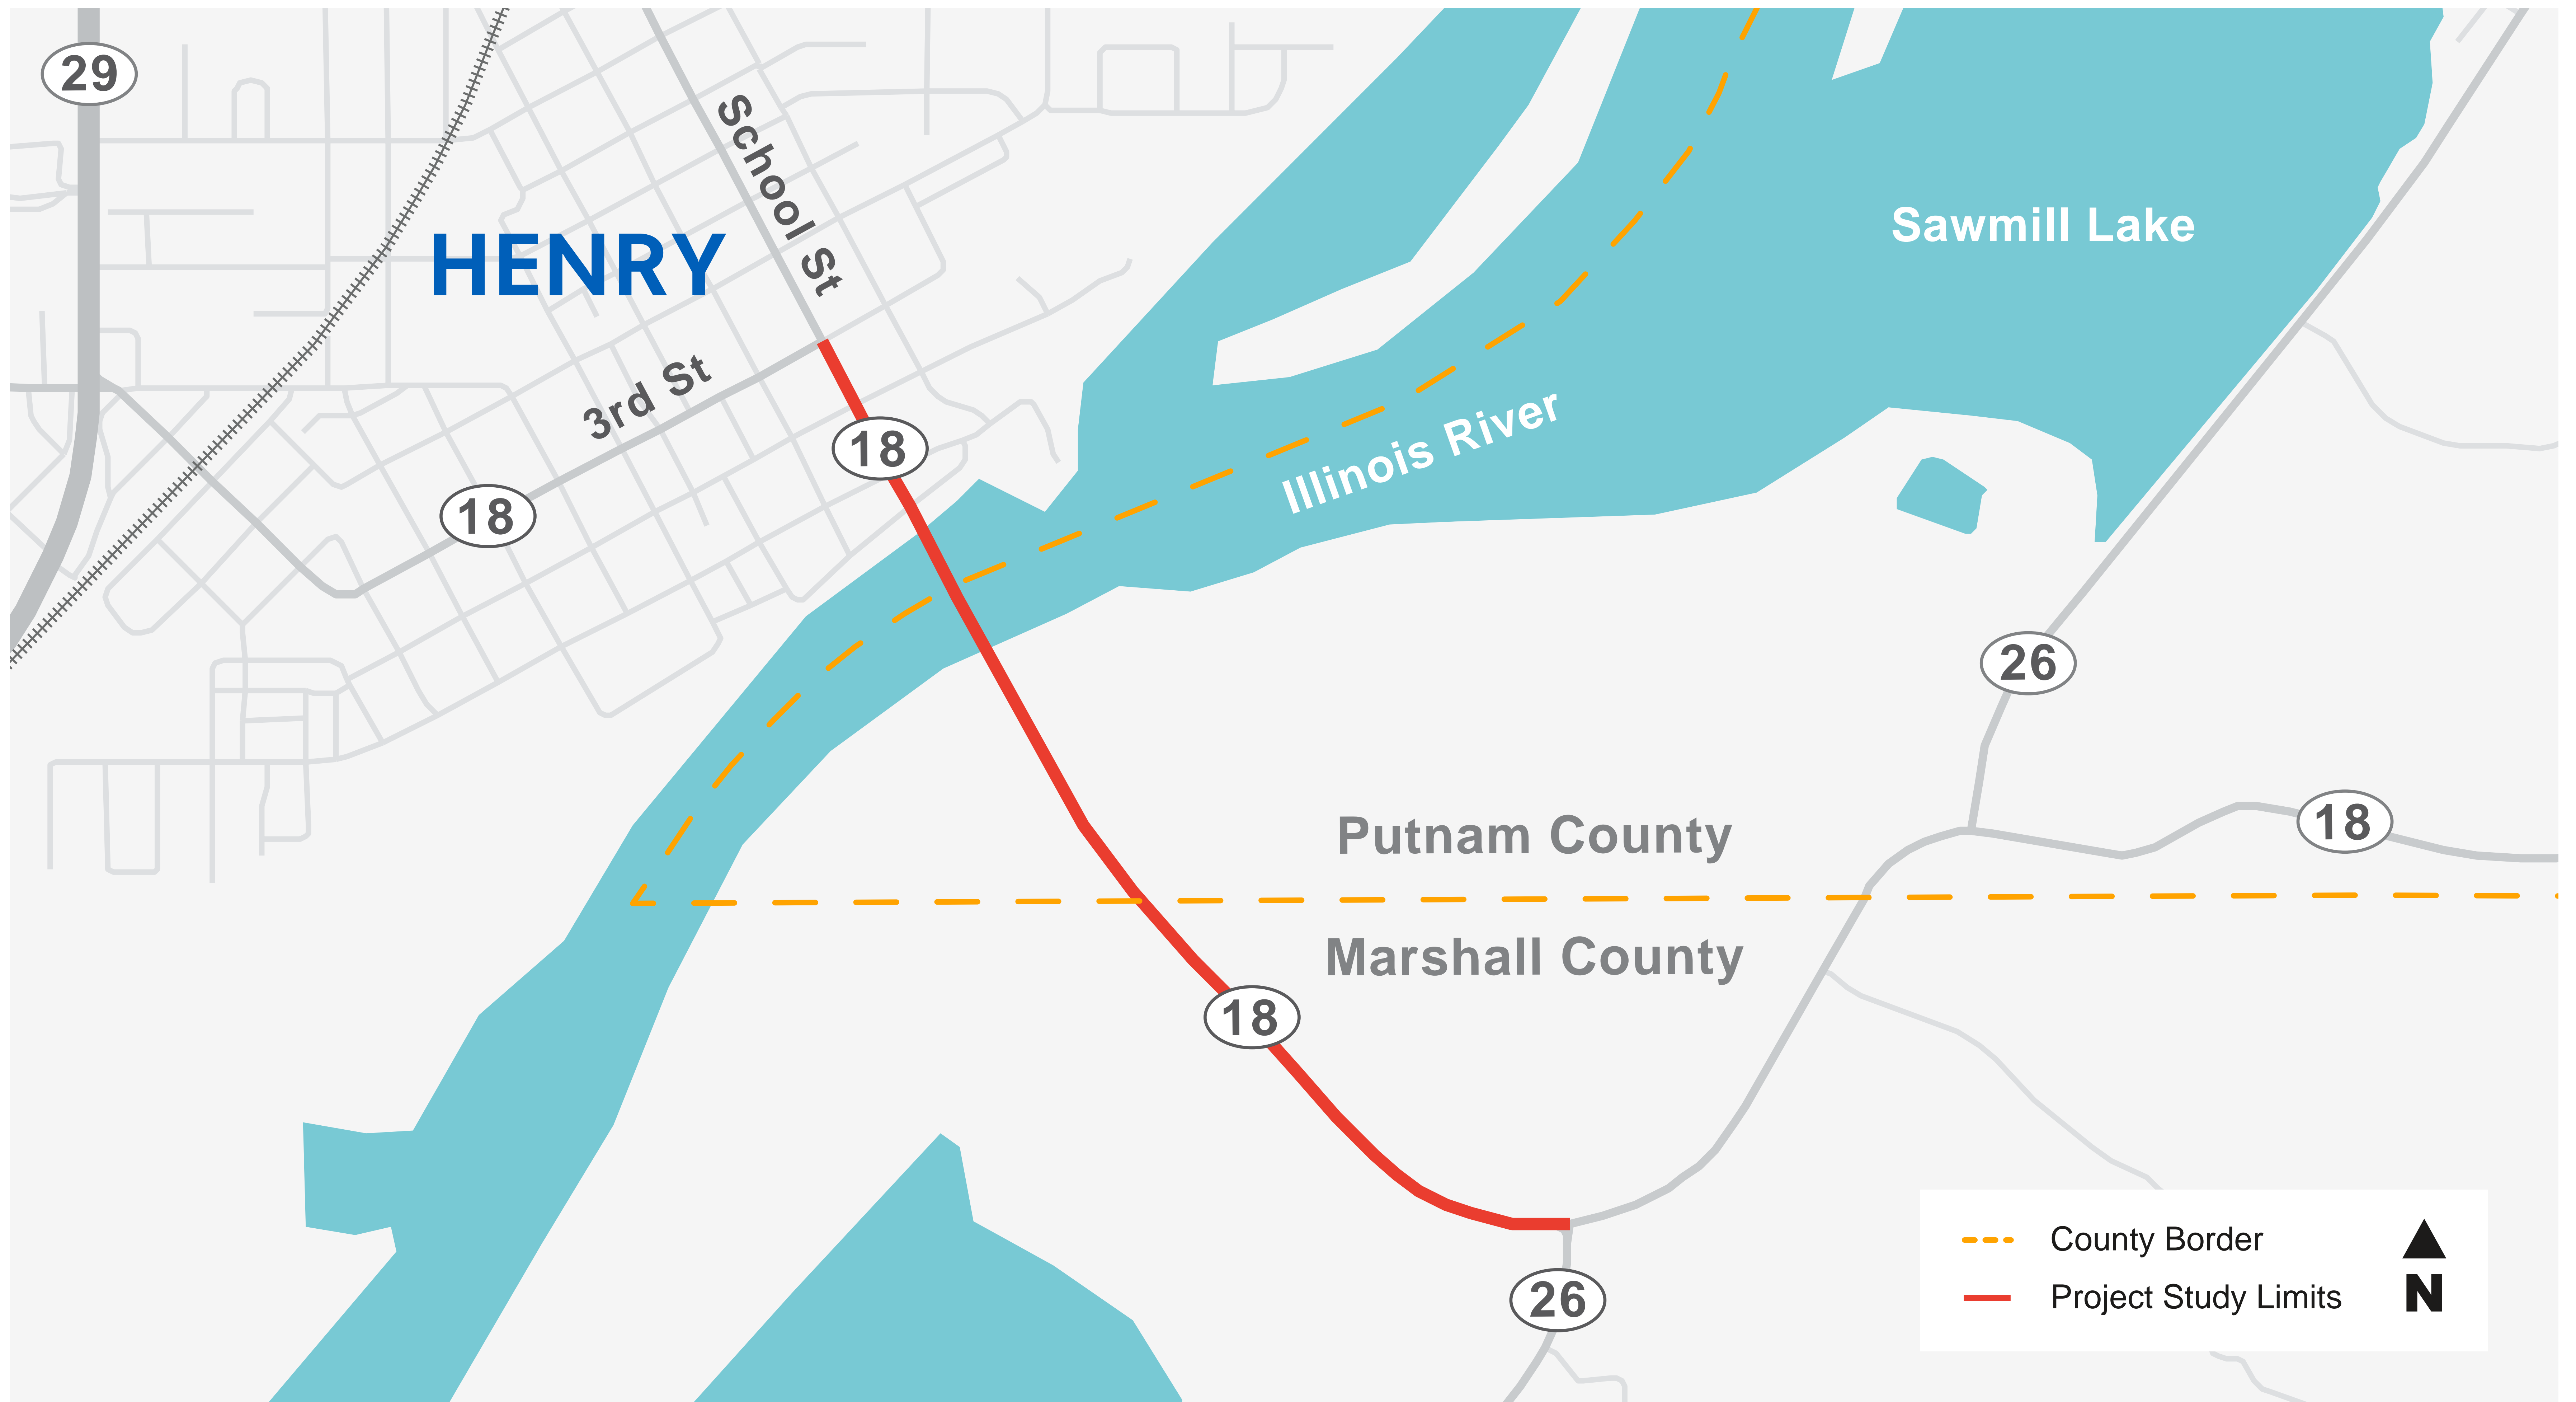 29
School St
Sawmill Lake
HENRY
3rd St
18
Illinois River
18
26
Putnam County
18
Marshall County
18
26
County Border
Project Study Limits
N